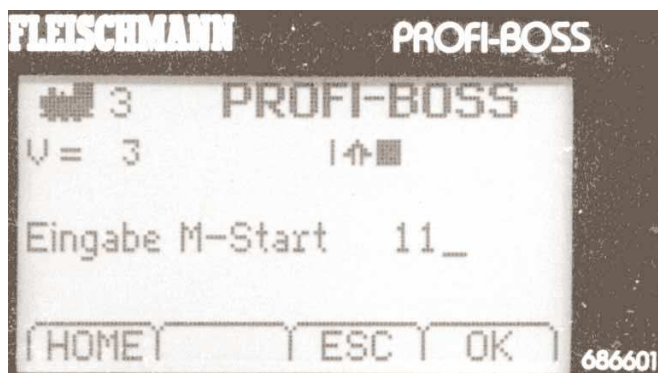 FLEISCHMANN PROFI-BOSS
3 PROFI-BOSS
V = 3
Eingabe M-Start 11_
HOME ESC OK
686601